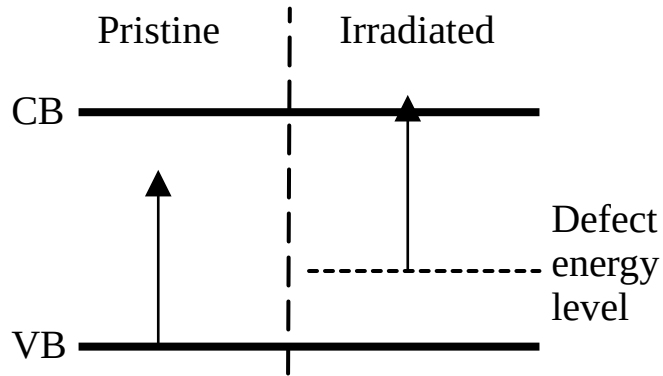 Pristine
Irradiated
CB
Defect
energy
level
VB